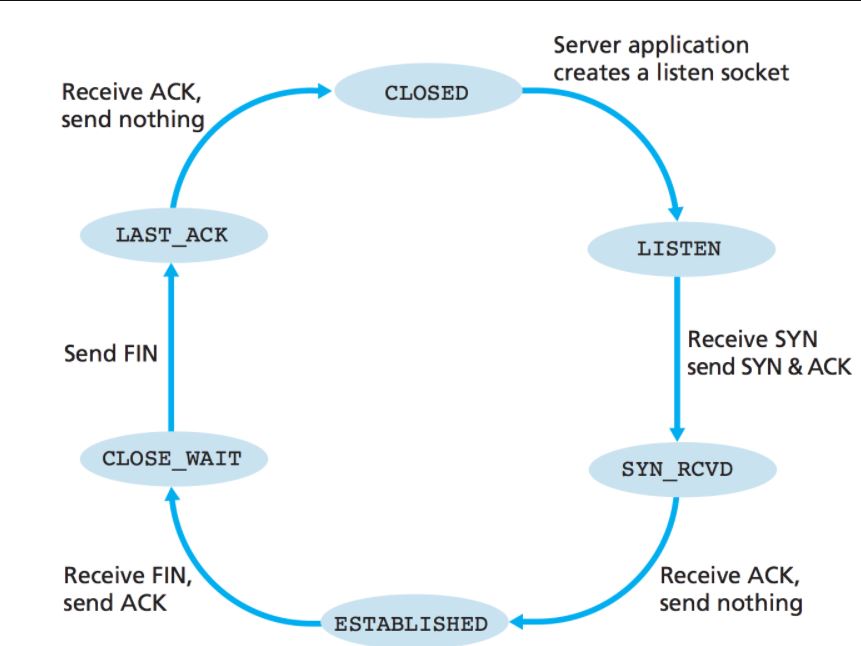 Server application
creates a listen socket
CLOSED
Receive ACK,
send nothing
LISTEN
LAST_ACK
Receive SYN
send SYN & ACK
Send FIN
SYN_RCVD
CLOSE_WAIT
Receive ACK,
send nothing
Receive FIN,
send ACK
ESTABLISHED